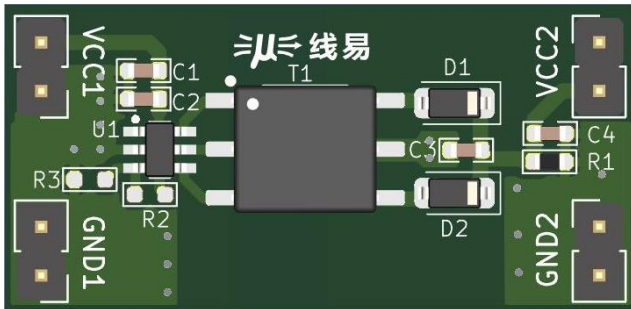 VCC1
C1
C2
U1
R3
R2
GND1
μ 线易
T1
D1
C3
D2
VCC2
C4
R1
GND2